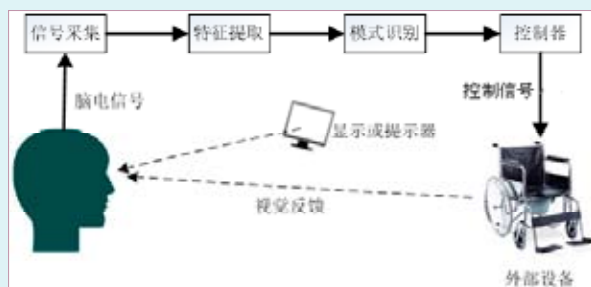 信号采集
特征提取
模式识别
控制器
脑电信号
控制信号
显示或提示器
视觉反馈
外部设备